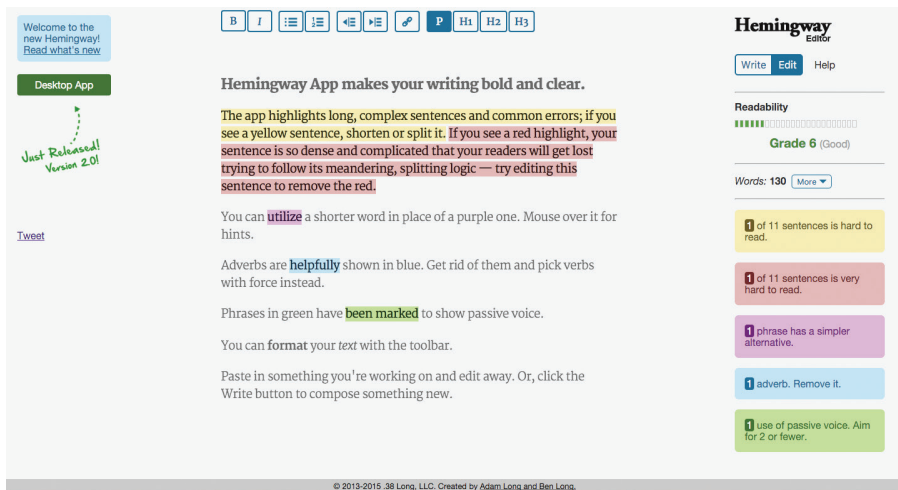 Welcome to the
new Hemingway!
Read what's new
Desktop App
Just Released!
Version 2.0!
Tweet
B I P H1 H2 H3
Hemingway App makes your writing bold and clear.
The app highlights long, complex sentences and common errors; if you
see a yellow sentence, shorten or split it. If you see a red highlight, your
sentence is so dense and complicated that your readers will get lost
trying to follow its meandering, splitting logic — try editing this
sentence to remove the red.
You can utilize a shorter word in place of a purple one. Mouse over it for
hints.
Adverbs are helpfully shown in blue. Get rid of them and pick verbs
with force instead.
Phrases in green have been marked to show passive voice.
You can format your text with the toolbar.
Paste in something you're working on and edit away. Or, click the
Write button to compose something new.
Hemingway
Editor
Write Edit Help
Readability
Grade 6 (Good)
Words: 130 More
1 of 11 sentences is hard to
read.
1 of 11 sentences is very
hard to read.
1 phrase has a simpler
alternative.
1 adverb. Remove it.
1 use of passive voice. Aim
for 2 or fewer.
© 2013-2015 .38 Long, LLC. Created by Adam Long and Ben Long.